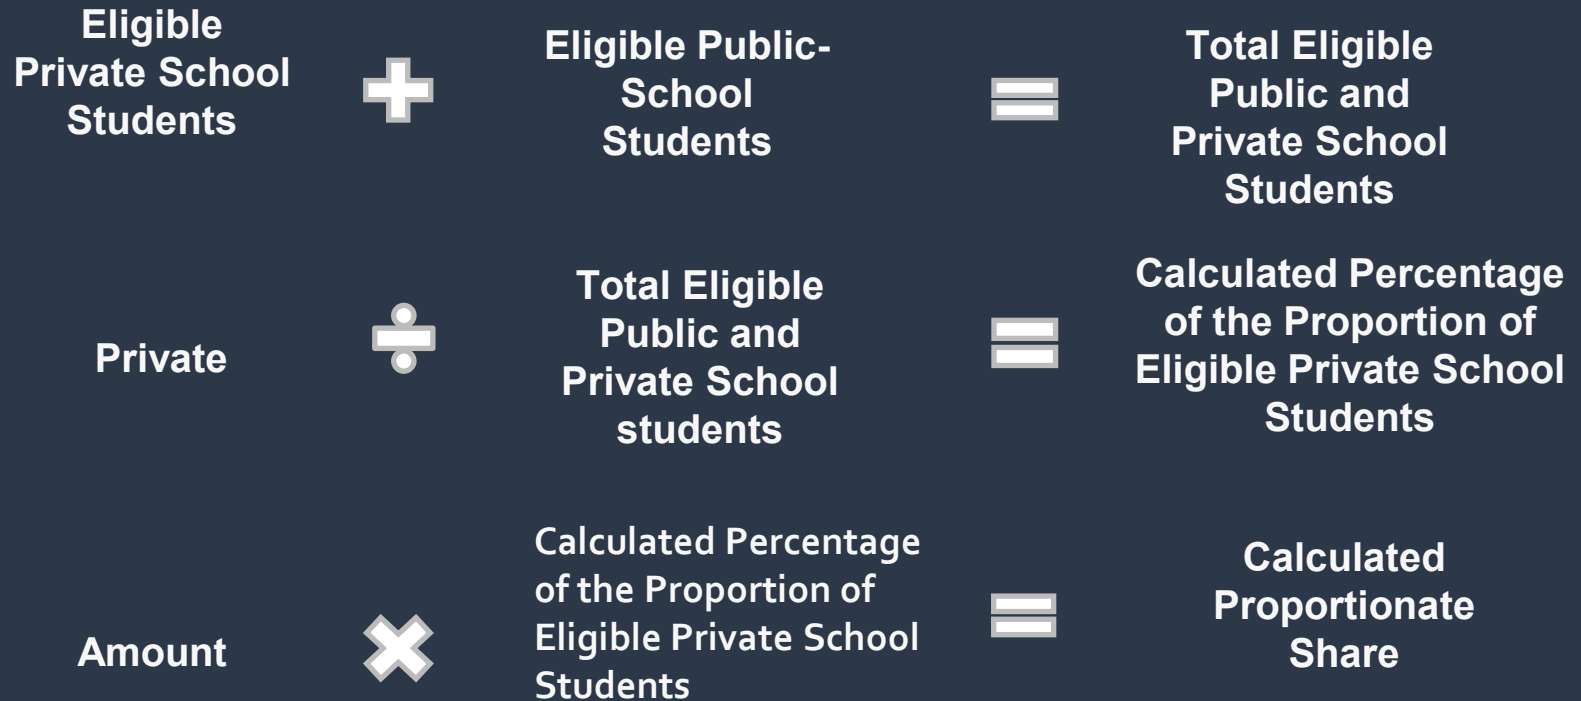 Eligible
Private School
Students
Eligible Public-
School
Students
Total Eligible
Public and
Private School
Students
Private
Total Eligible
Public and
Private School
students
Calculated Percentage
of the Proportion of
Eligible Private School
Students
Amount
Calculated Percentage
of the Proportion of
Eligible Private School
Students
Calculated
Proportionate
Share